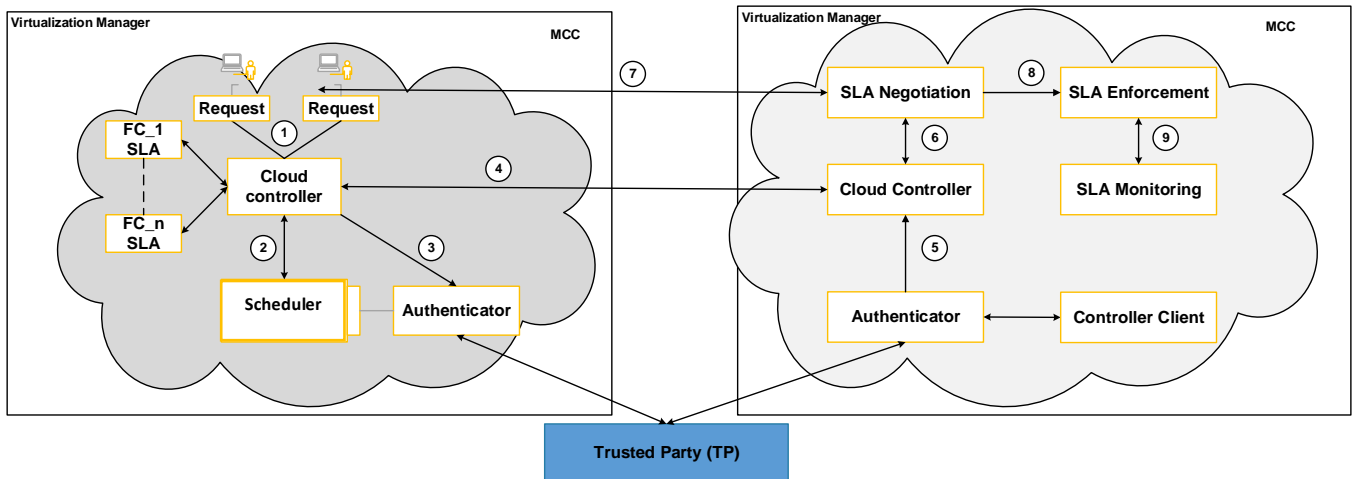 Virtualization Manager
MCC
Request
Request
1
FC_1
SLA
FC_n
SLA
Cloud
controller
2
3
Scheduler
Authenticator
7
4
Virtualization Manager
MCC
SLA Negotiation
8
SLA Enforcement
6
9
Cloud Controller
SLA Monitoring
5
Authenticator
Controller Client
Trusted Party (TP)